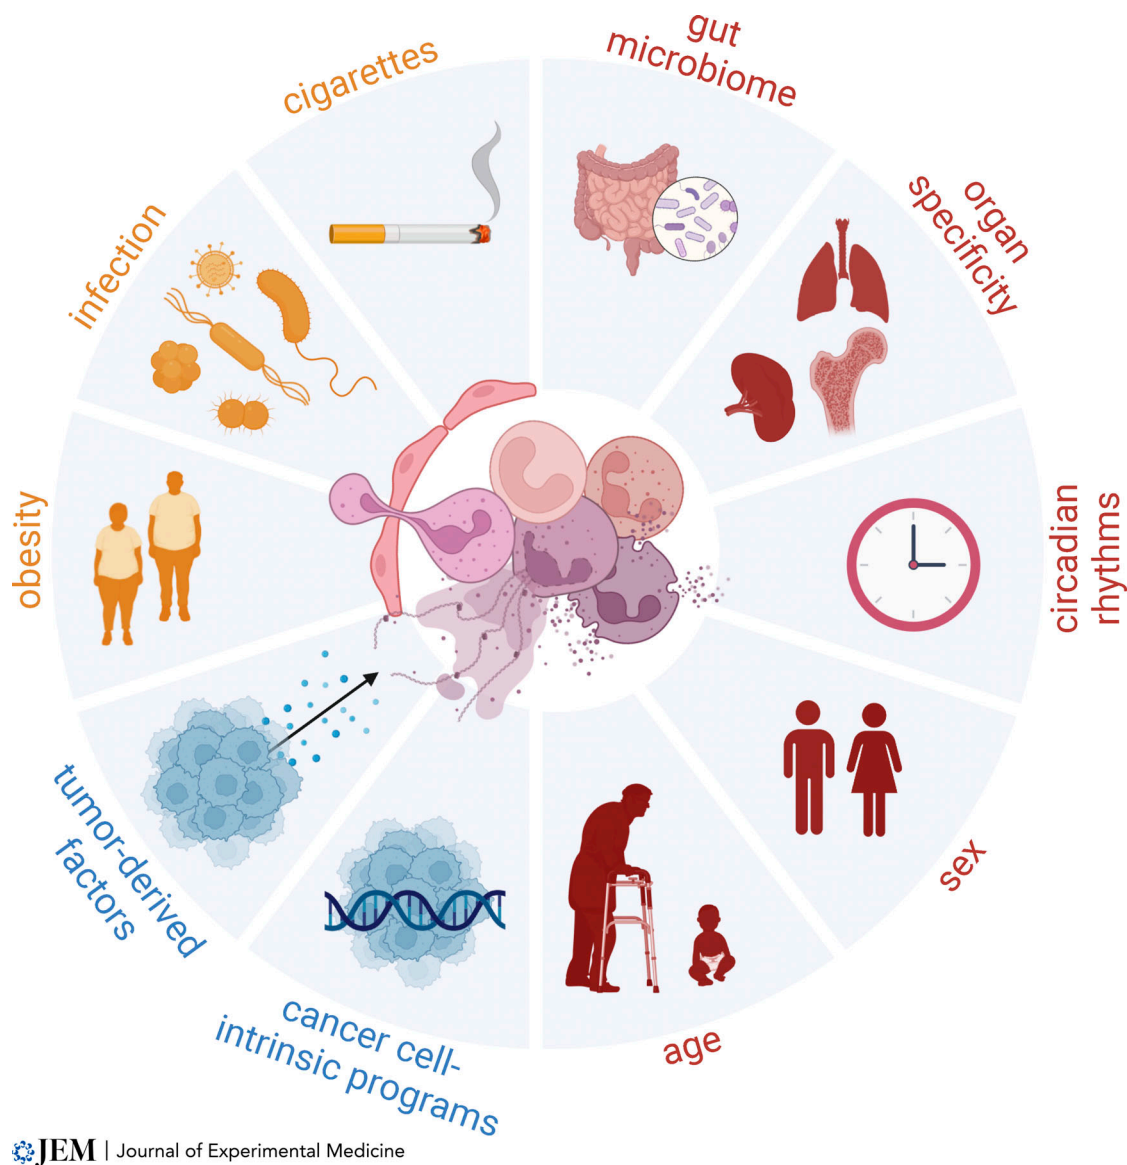 gut
microbiome
organ
specificity
circadian
rhythms
sex
age
cancer cell-
intrinsic programs
tumor-derived
factors
obesity
infection
cigarettes
JEM | Journal of Experimental Medicine